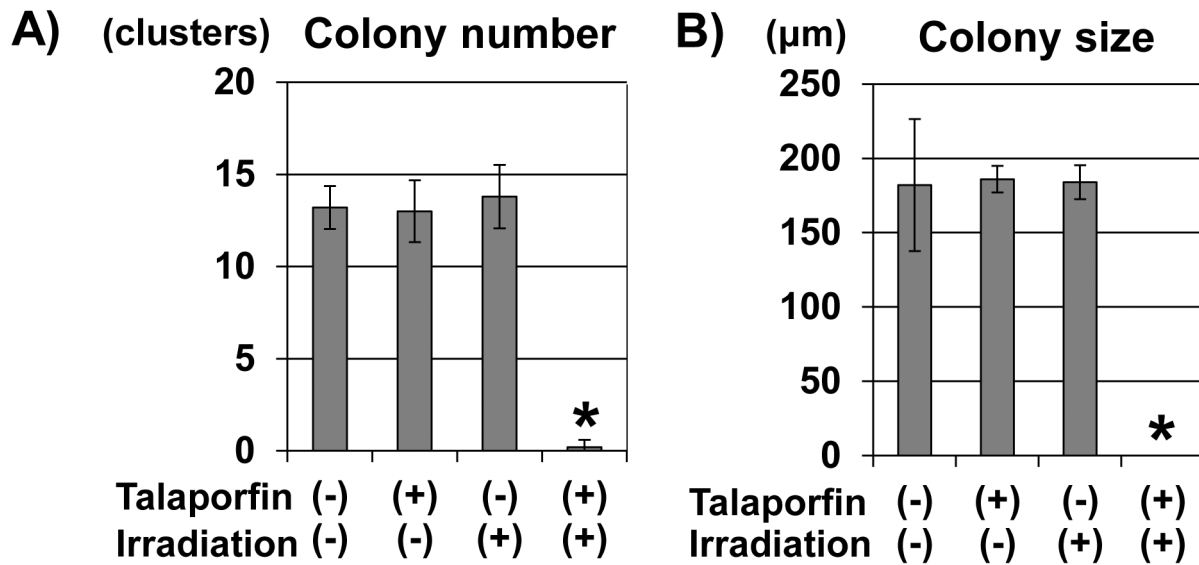 A) (clusters) Colony number
20
15
10
5
0
*
Talaporfin (-) (+) (-) (+)
Irradiation (-) (-) (+) (+)
B) (μm) Colony size
250
200
150
100
50
0
*
Talaporfin (-) (+) (-) (+)
Irradiation (-) (-) (+) (+)